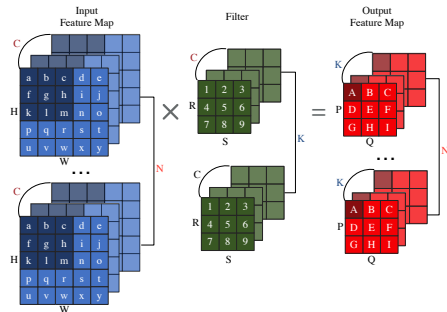 Input
Feature Map
Filter
Output
Feature Map
C
a b c d e
f g h i j
k l m n o
p q r s t
u v w x y
H
W
N
C
1 2 3
4 5 6
7 8 9
R
S
K
=
K
A B C
D E F
G H I
P
Q
N
...
...
C
a b c d e
f g h i j
k l m n o
p q r s t
u v w x y
H
W
C
1 2 3
4 5 6
7 8 9
R
S
K
A B C
D E F
G H I
P
Q